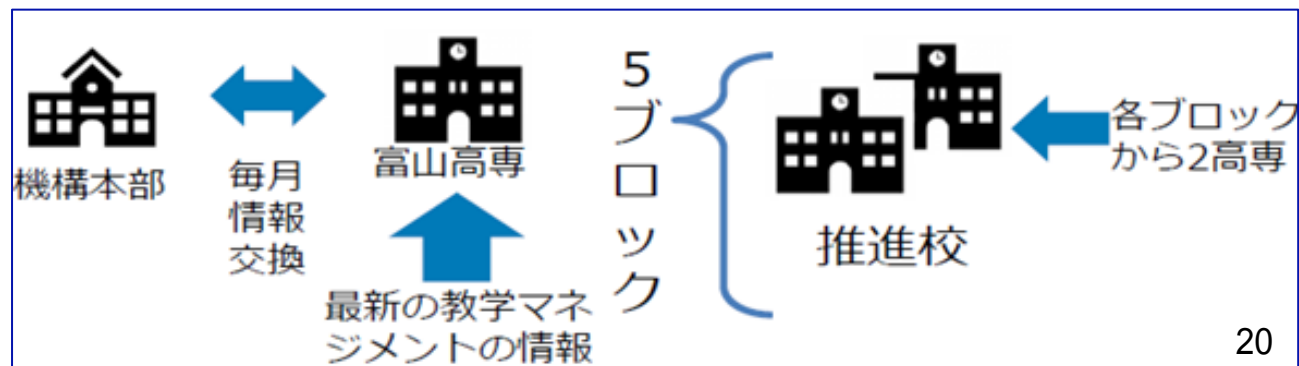 機構本部
毎月
情報
交換
富山高専
最新の教学マネ
ジメントの情報
5ブロック
推進校
各ブロック
から2高専
20